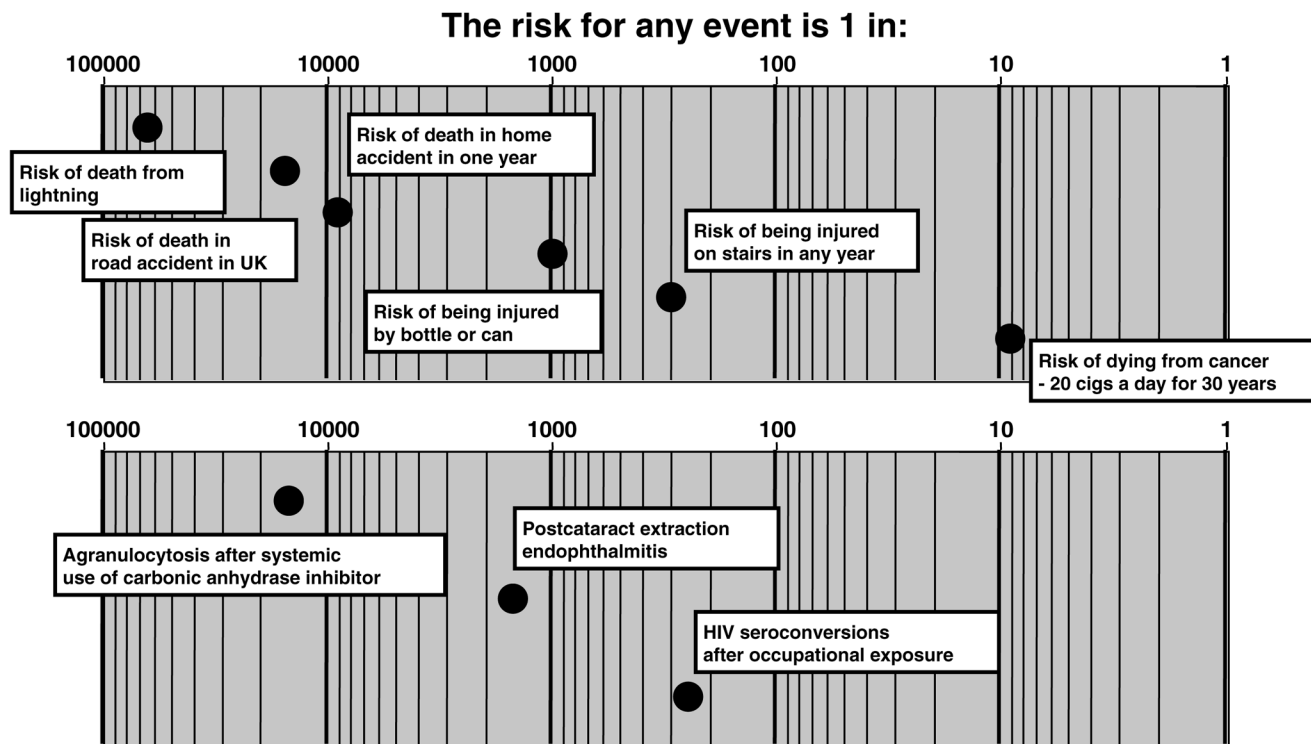 The risk for any event is 1 in:
100000 10000 1000 100 10 1
Risk of death in home
accident in one year
Risk of death from
lightning
Risk of death in
road accident in UK
Risk of being injured
on stairs in any year
Risk of being injured
by bottle or can
Risk of dying from cancer
- 20 cigs a day for 30 years
100000 10000 1000 100 10 1
Agranulocytosis after systemic
use of carbonic anhydrase inhibitor
Postcataract extraction
endophthalmitis
HIV seroconversions
after occupational exposure